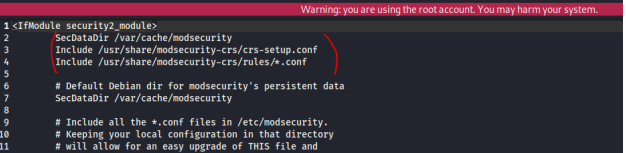 Warning: you are using the root account. You may harm your system.
1 <IfModule security2_module>
2 SecDataDir /var/cache/modsecurity
3 Include /usr/share/modsecurity-crs/crs-setup.conf
4 Include /usr/share/modsecurity-crs/rules/*.conf
5
6 # Default Debian dir for modsecurity's persistent data
7 SecDataDir /var/cache/modsecurity
8
9 # Include all the *.conf files in /etc/modsecurity.
10 # Keeping your local configuration in that directory
11 # will allow for an easy upgrade of THIS file and